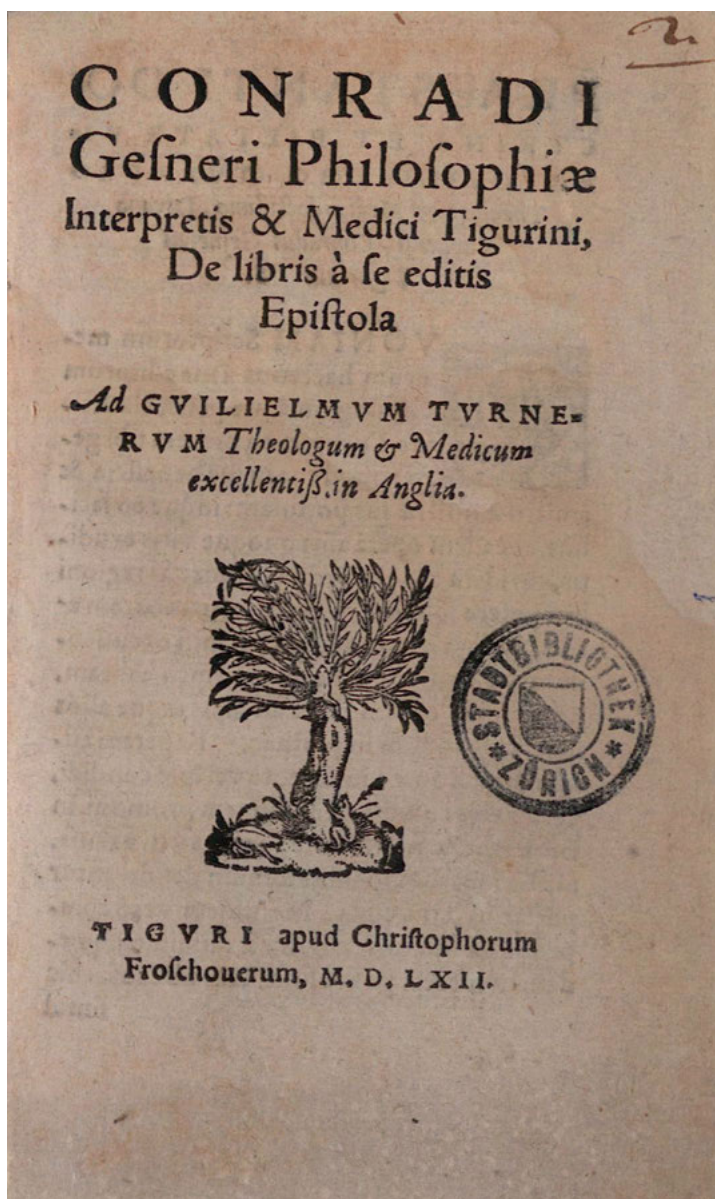 2.
CONRADI
Geſneri Philoſophiæ
Interpretis & Medici Tigurini,
De libris à ſe editis
Epiſtola
Ad GVILIELMVM TVRNE=
RVM Theologum & Medicum
excellentiß. in Anglia.
STADTBIBLIOTHEK
* ZÜRICH *
TIGVRI apud Chriſtophorum
Froſchouerum, M. D. LXII.